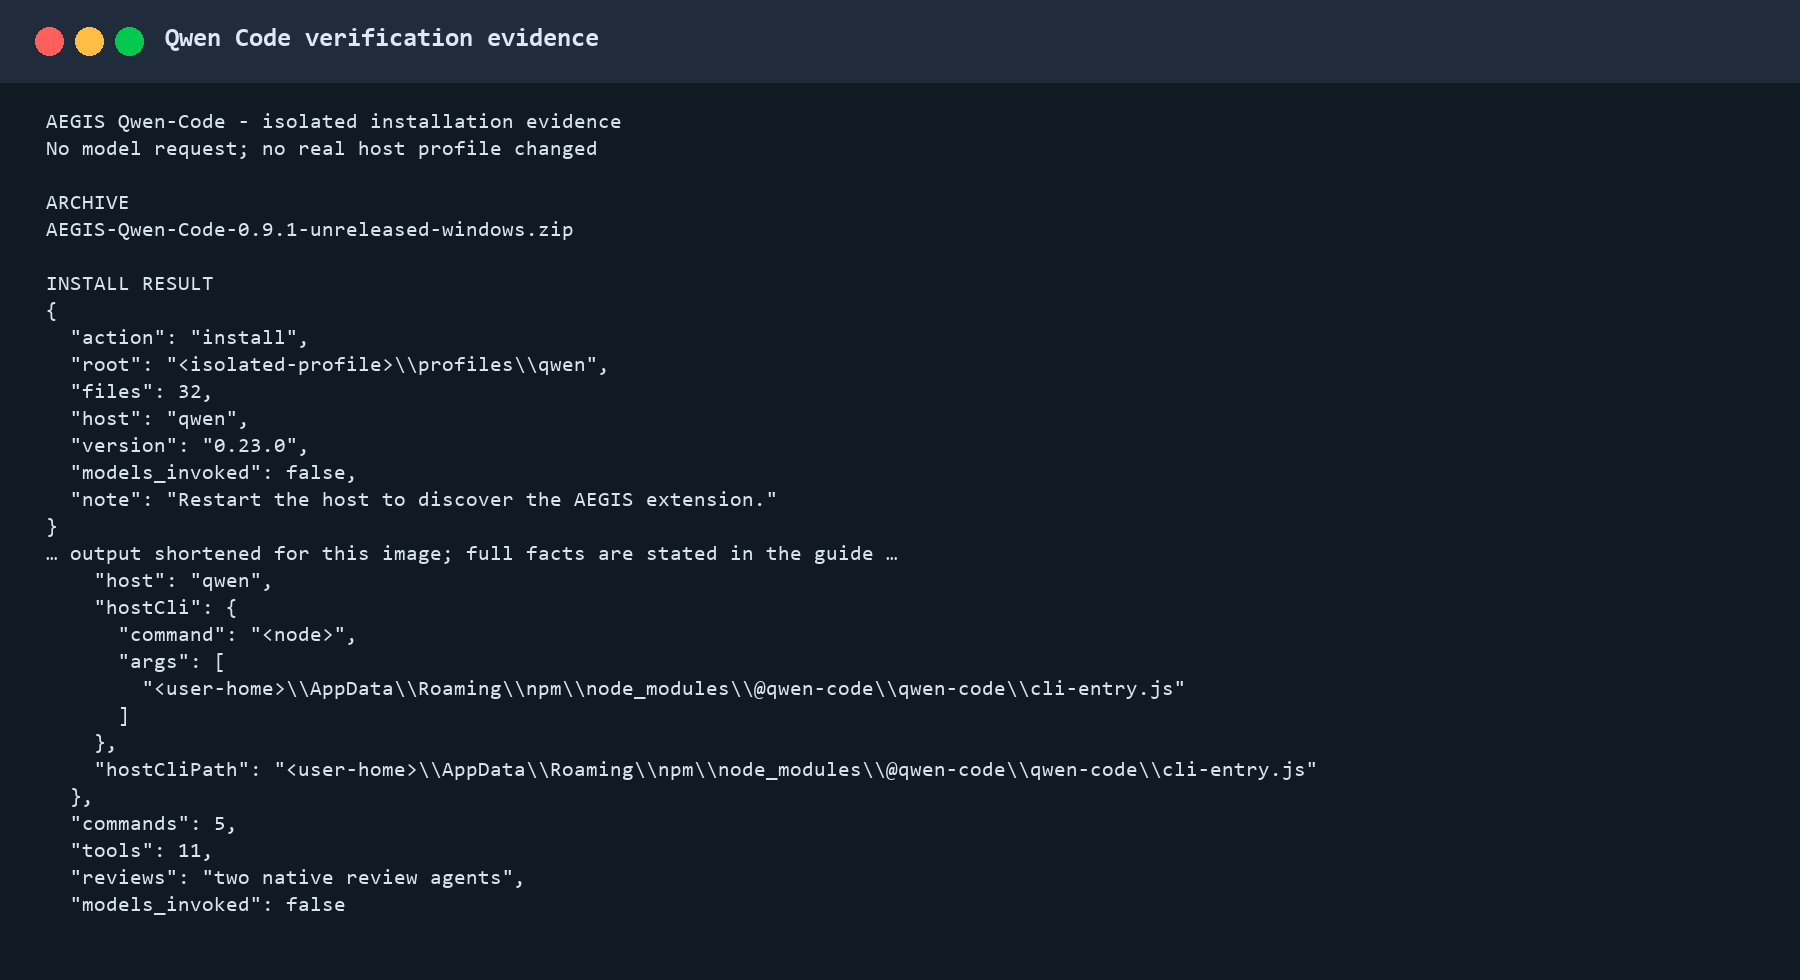 Qwen Code verification evidence
AEGIS Qwen-Code - isolated installation evidence
No model request; no real host profile changed
ARCHIVE
AEGIS-Qwen-Code-0.9.1-unreleased-windows.zip
INSTALL RESULT
{
  "action": "install",
  "root": "<isolated-profile>\\profiles\\qwen",
  "files": 32,
  "host": "qwen",
  "version": "0.23.0",
  "models_invoked": false,
  "note": "Restart the host to discover the AEGIS extension."
}
… output shortened for this image; full facts are stated in the guide …
    "host": "qwen",
    "hostCli": {
      "command": "<node>",
      "args": [
        "<user-home>\\AppData\\Roaming\\npm\\node_modules\\@qwen-code\\qwen-code\\cli-entry.js"
      ]
    },
    "hostCliPath": "<user-home>\\AppData\\Roaming\\npm\\node_modules\\@qwen-code\\qwen-code\\cli-entry.js"
  },
  "commands": 5,
  "tools": 11,
  "reviews": "two native review agents",
  "models_invoked": false